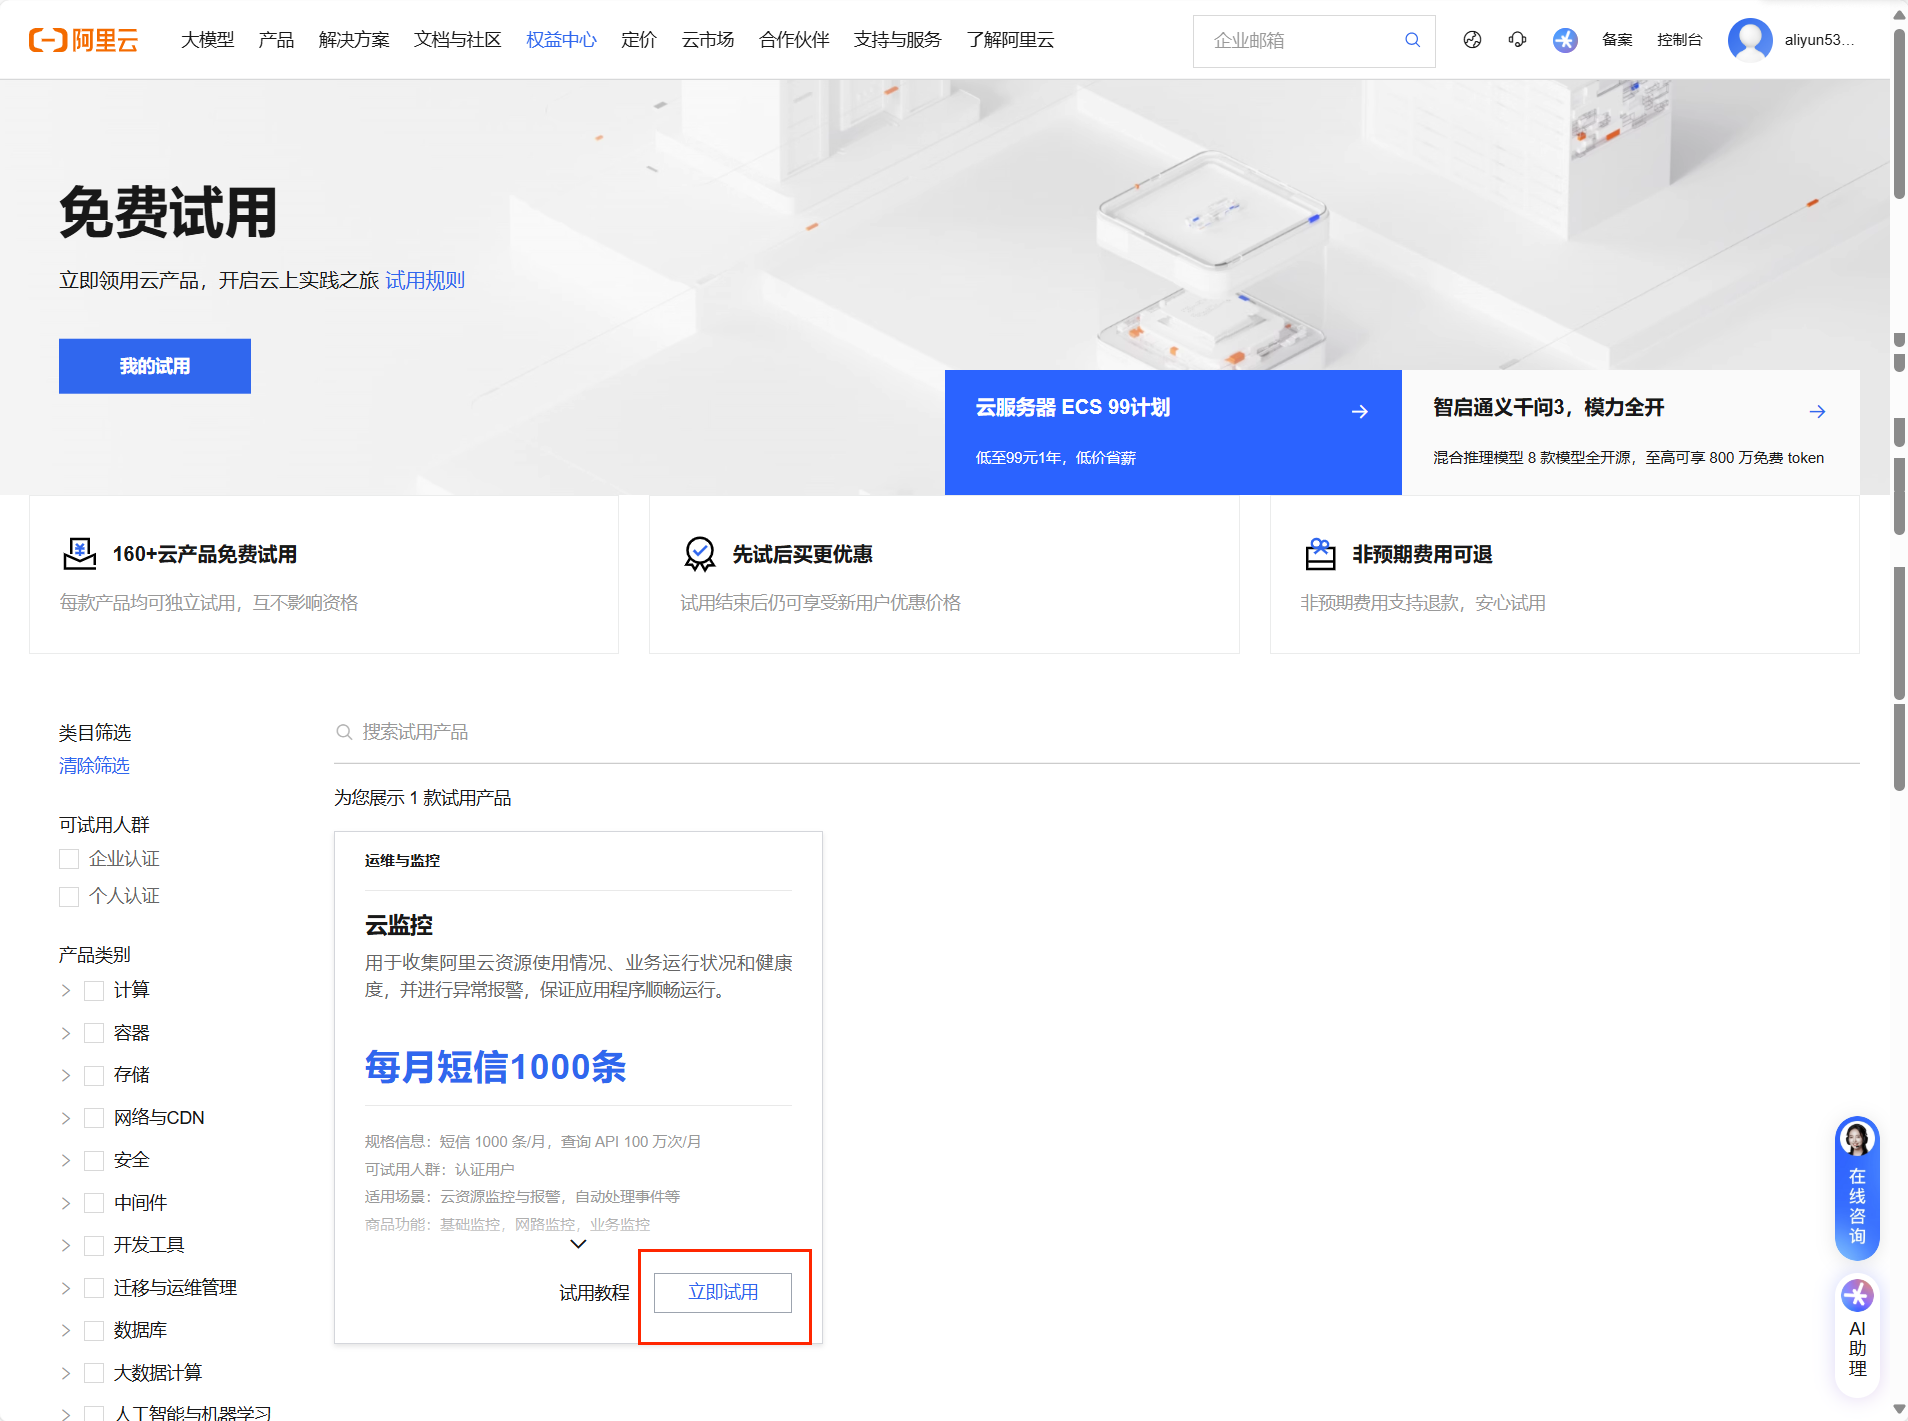 阿里云
大模型 产品 解决方案 文档与社区 权益中心 定价 云市场 合作伙伴 支持与服务 了解阿里云
企业邮箱
备案 控制台 aliyun53...
免费试用
立即领用云产品，开启云上实践之旅 试用规则
我的试用
云服务器 ECS 99计划
低至99元1年，低价省薪
智启通义千问3，模力全开
混合推理模型 8 款模型全开源，至高可享 800 万免费 token
160+云产品免费试用
每款产品均可独立试用，互不影响资格
先试后买更优惠
试用结束后仍可享受新用户优惠价格
非预期费用可退
非预期费用支持退款，安心试用
类目筛选
清除筛选
可试用人群
企业认证
个人认证
产品类别
计算
容器
存储
网络与CDN
安全
中间件
开发工具
迁移与运维管理
数据库
大数据计算
人工智能与机器学习
搜索试用产品
为您展示 1 款试用产品
运维与监控
云监控
用于收集阿里云资源使用情况、业务运行状况和健康
度，并进行异常报警，保证应用程序顺畅运行。
每月短信1000条
规格信息：短信 1000 条/月，查询 API 100 万次/月
可试用人群：认证用户
适用场景：云资源监控与报警，自动处理事件等
商品功能：基础监控，网路监控，业务监控
试用教程 立即试用
在线咨询
AI助理